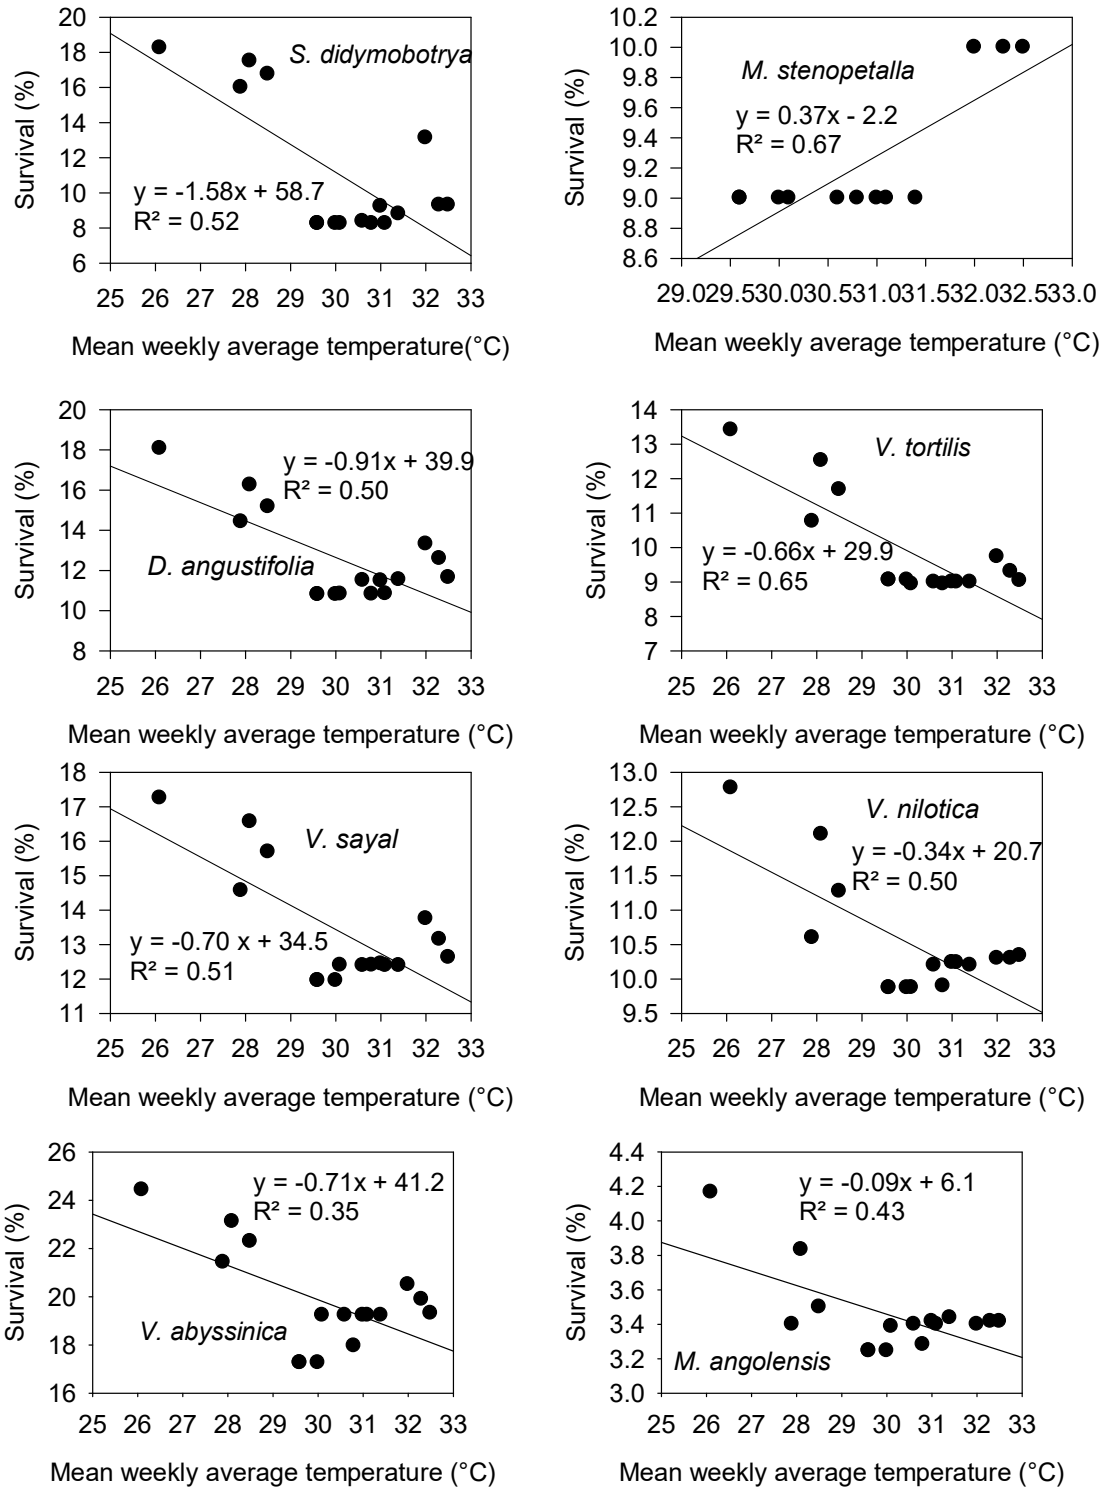 20
18
16
14
12
10
8
6
Survival (%)
S. didymobotrya
y = -1.58x + 58.7
R² = 0.52
25 26 27 28 29 30 31 32 33
Mean weekly average temperature(°C)
10.2
10.0
9.8
9.6
9.4
9.2
9.0
8.8
8.6
Survival (%)
M. stenopetalla
y = 0.37x - 2.2
R² = 0.67
29.029.530.030.531.031.532.032.533.0
Mean weekly average temperature (°C)
20
18
16
14
12
10
8
Survival (%)
y = -0.91x + 39.9
R² = 0.50
D. angustifolia
25 26 27 28 29 30 31 32 33
Mean weekly average temperature (°C)
14
13
12
11
10
9
8
7
Survival (%)
V. tortilis
y = -0.66x + 29.9
R² = 0.65
25 26 27 28 29 30 31 32 33
Mean weekly average temperature (°C)
18
17
16
15
14
13
12
11
Survival (%)
V. sayal
y = -0.70 x + 34.5
R² = 0.51
25 26 27 28 29 30 31 32 33
Mean weekly average temperature (°C)
13.0
12.5
12.0
11.5
11.0
10.5
10.0
9.5
Survival (%)
V. nilotica
y = -0.34x + 20.7
R² = 0.50
25 26 27 28 29 30 31 32 33
Mean weekly average temperature (°C)
26
24
22
20
18
16
Survival (%)
y = -0.71x + 41.2
R² = 0.35
V. abyssinica
25 26 27 28 29 30 31 32 33
Mean weekly average temperature (°C)
4.4
4.2
4.0
3.8
3.6
3.4
3.2
3.0
Survival (%)
y = -0.09x + 6.1
R² = 0.43
M. angolensis
25 26 27 28 29 30 31 32 33
Mean weekly average temperature (°C)